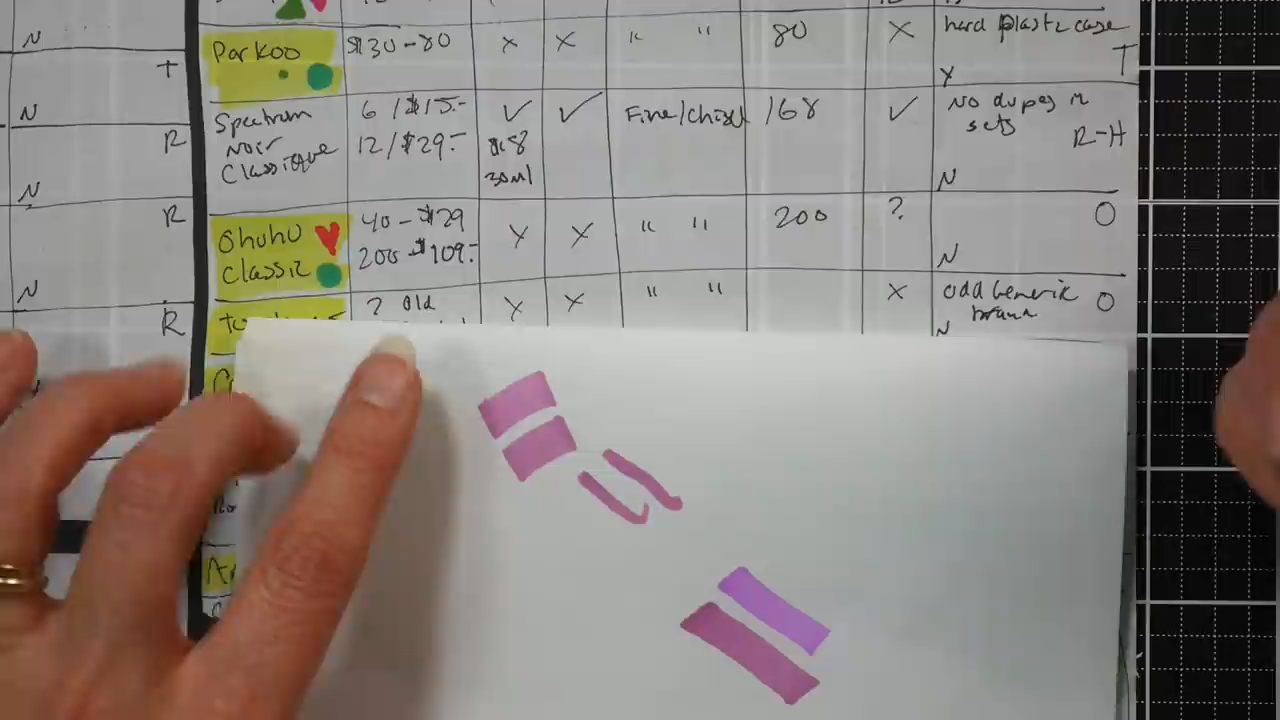 N
Parkoo $30-80 x x " " 80 X hard plastic case
Y T
T
Spectrum 6/$15.- ✓ ✓ Fine/chisel 168 ✓ No dupes in
Noir 12/$29.- sets
Classique R-H
30ml
N
N
R
Ohuhu 40-$29 x x " " 200 ? O
Classic 200 $109.-
N
N
R
? old x x " " x odd generic O
N
R
N